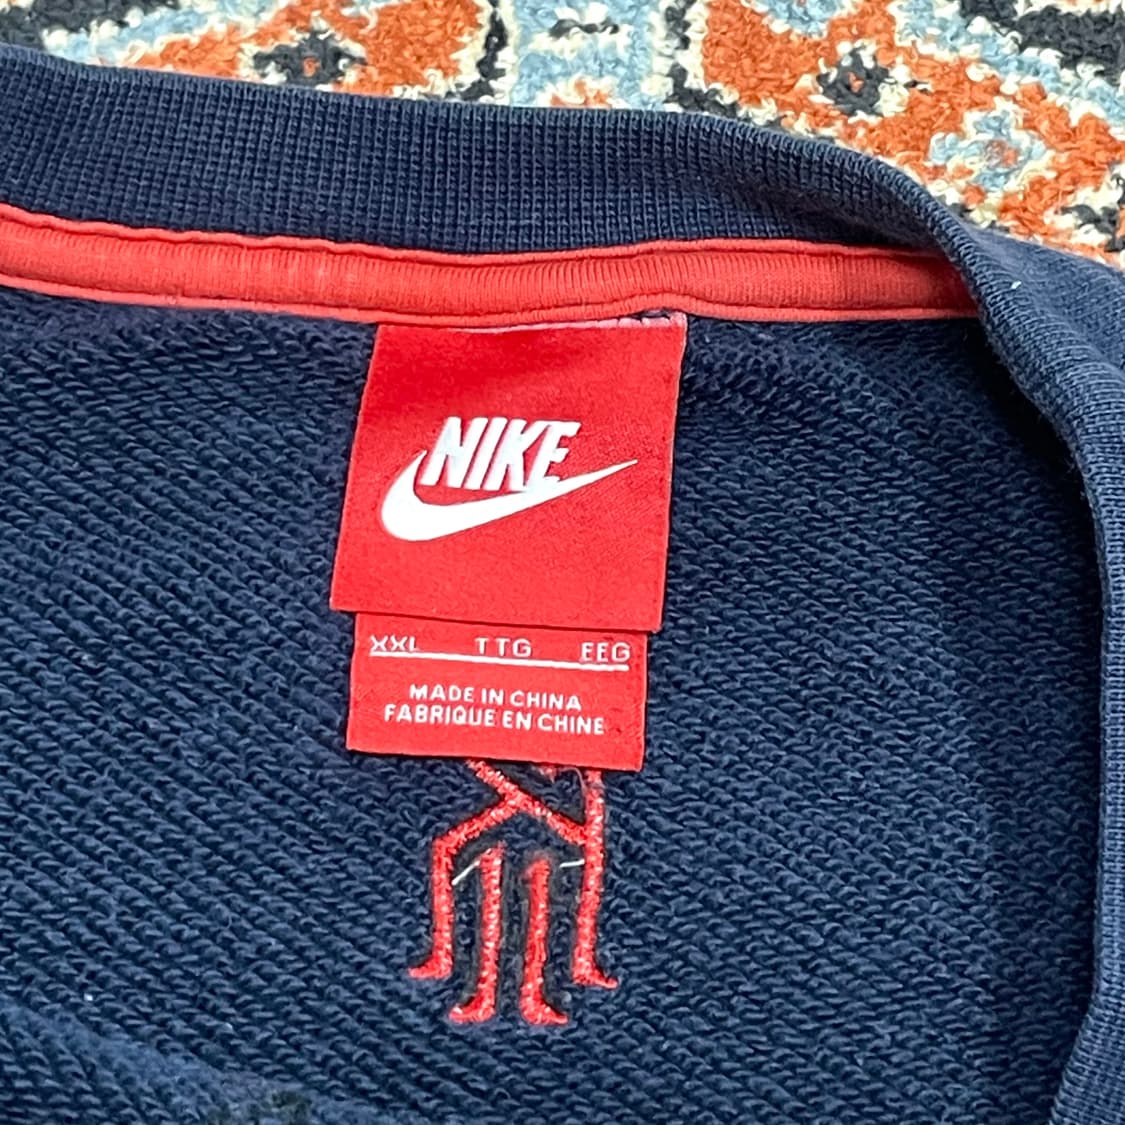 NIKE
XXL TTG EEG
MADE IN CHINA
FABRIQUE EN CHINE